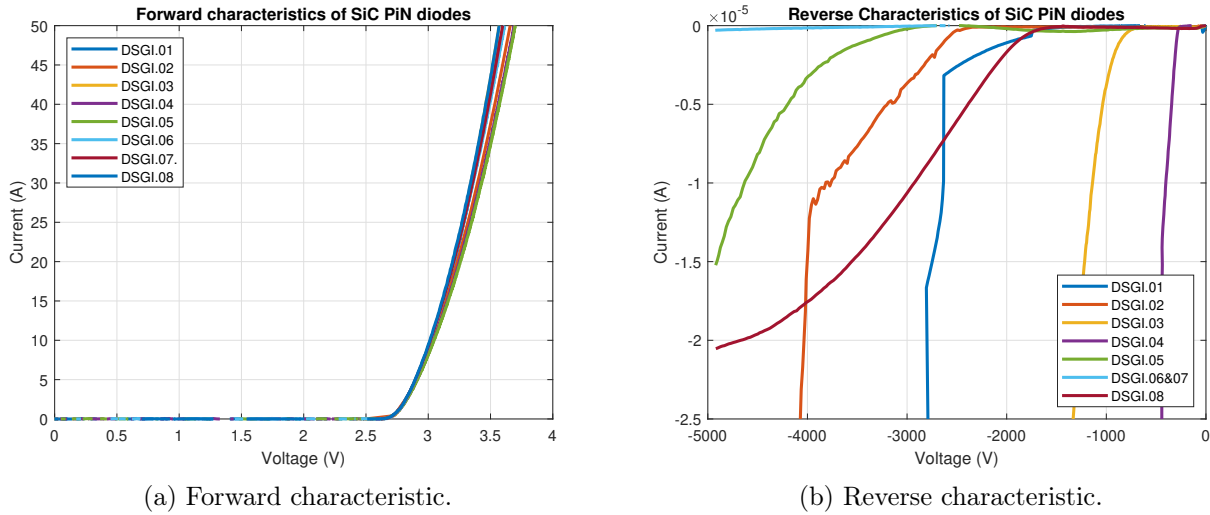 Forward characteristics of SiC PiN diodes
50
45
40
35
30
25
20
15
10
5
0
Current (A)
DSGI.01
DSGI.02
DSGI.03
DSGI.04
DSGI.05
DSGI.06
DSGI.07.
DSGI.08
0 0.5 1 1.5 2 2.5 3 3.5 4
Voltage (V)
(a) Forward characteristic.
×10⁻⁵ Reverse Characteristics of SiC PiN diodes
0
-0.5
-1
-1.5
-2
-2.5
Current (A)
DSGI.01
DSGI.02
DSGI.03
DSGI.04
DSGI.05
DSGI.06&07
DSGI.08
-5000 -4000 -3000 -2000 -1000 0
Voltage (V)
(b) Reverse characteristic.